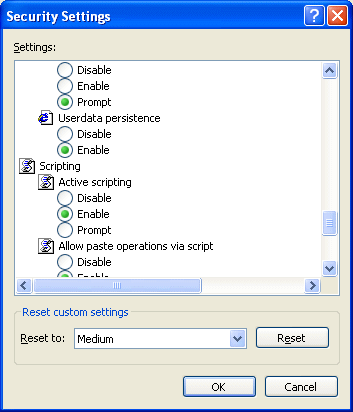 Security Settings
Settings:
Disable
Enable
Prompt
Userdata persistence
Disable
Enable
Scripting
Active scripting
Disable
Enable
Prompt
Allow paste operations via script
Disable
Enable
Reset custom settings
Reset to: Medium Reset
OK Cancel